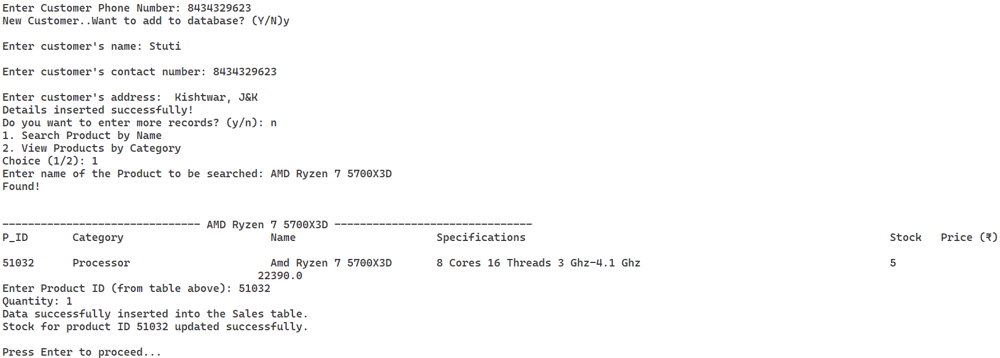 Enter Customer Phone Number: 8434329623
New Customer..Want to add to database? (Y/N)y
Enter customer's name: Stuti
Enter customer's contact number: 8434329623
Enter customer's address:  Kishtwar, J&K
Details inserted successfully!
Do you want to enter more records? (y/n): n
1. Search Product by Name
2. View Products by Category
Choice (1/2): 1
Enter name of the Product to be searched: AMD Ryzen 7 5700X3D
Found!
------------------------------- AMD Ryzen 7 5700X3D -------------------------------
P_ID       Category                       Name                      Specifications                                                         Stock   Price (₹)
51032      Processor                      Amd Ryzen 7 5700X3D       8 Cores 16 Threads 3 Ghz-4.1 Ghz                                       5
22390.0
Enter Product ID (from table above): 51032
Quantity: 1
Data successfully inserted into the Sales table.
Stock for product ID 51032 updated successfully.
Press Enter to proceed...